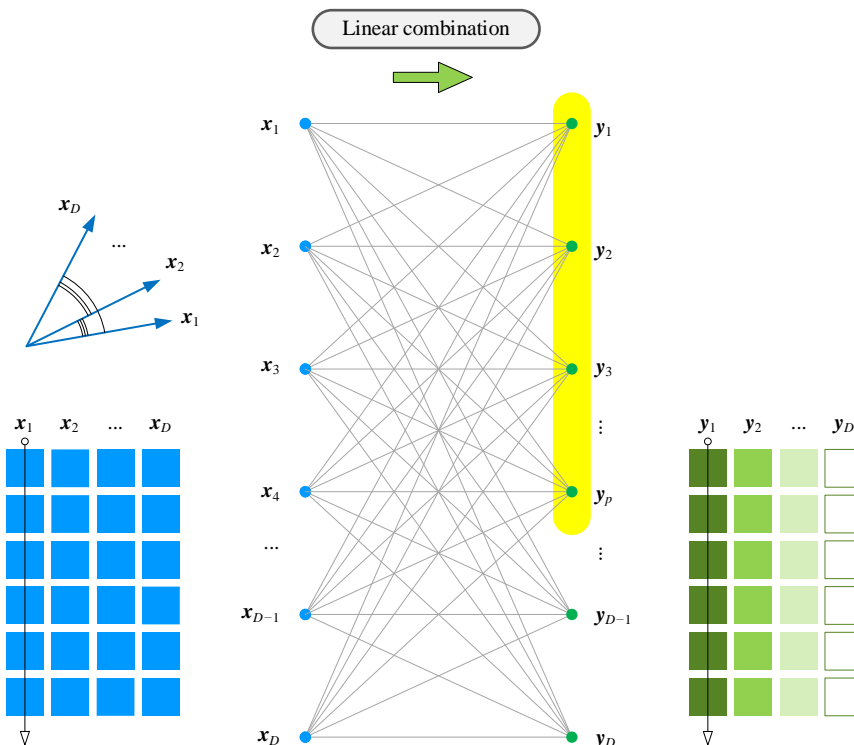 Linear combination
x1
y1
xD
...
x2
y2
x2
x1
x3
y3
x1 x2 ... xD
⋮
y1 y2 ... yD
x4
yp
...
⋮
xD−1
yD−1
xD
yD